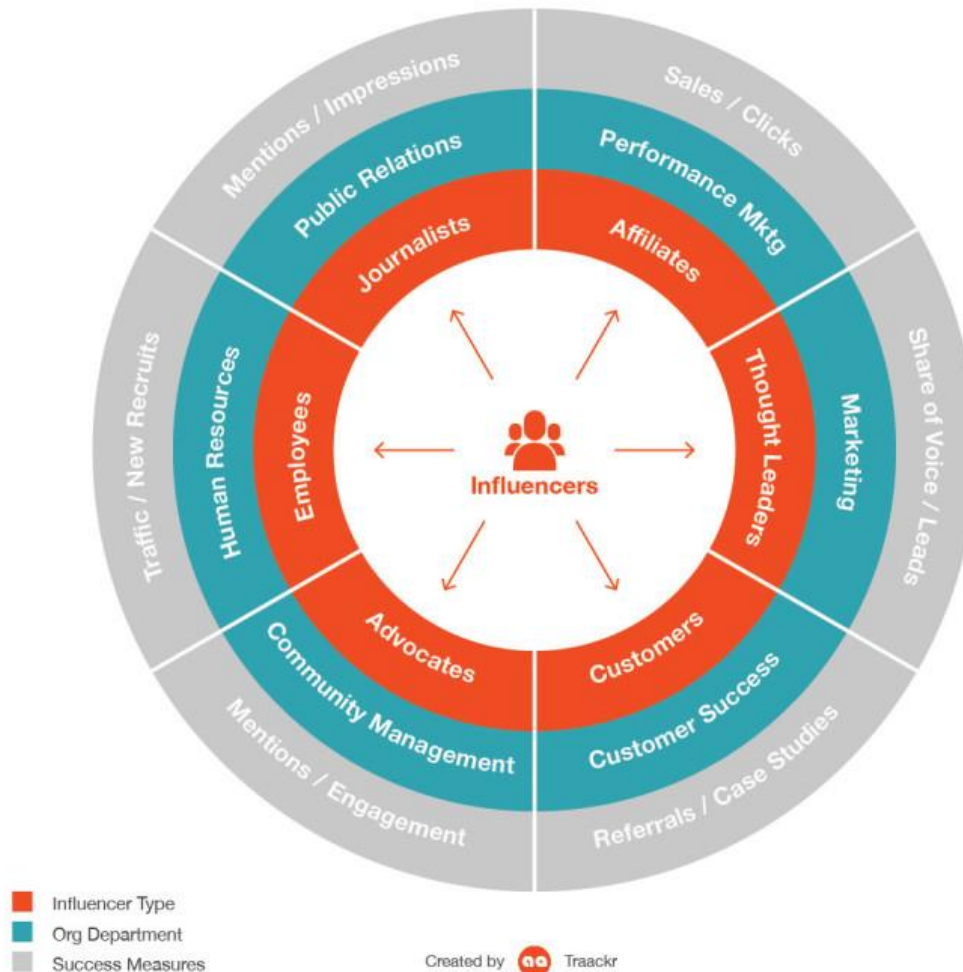 Mentions / Impressions
Sales / Clicks
Public Relations
Performance Mktg
Journalists
Affiliates
Traffic / New Recruits
Human Resources
Employees
Influencers
Thought Leaders
Marketing
Share of Voice / Leads
Advocates
Customers
Community Management
Customer Success
Mentions / Engagement
Referrals / Case Studies
Influencer Type
Org Department
Success Measures
Created by Traackr